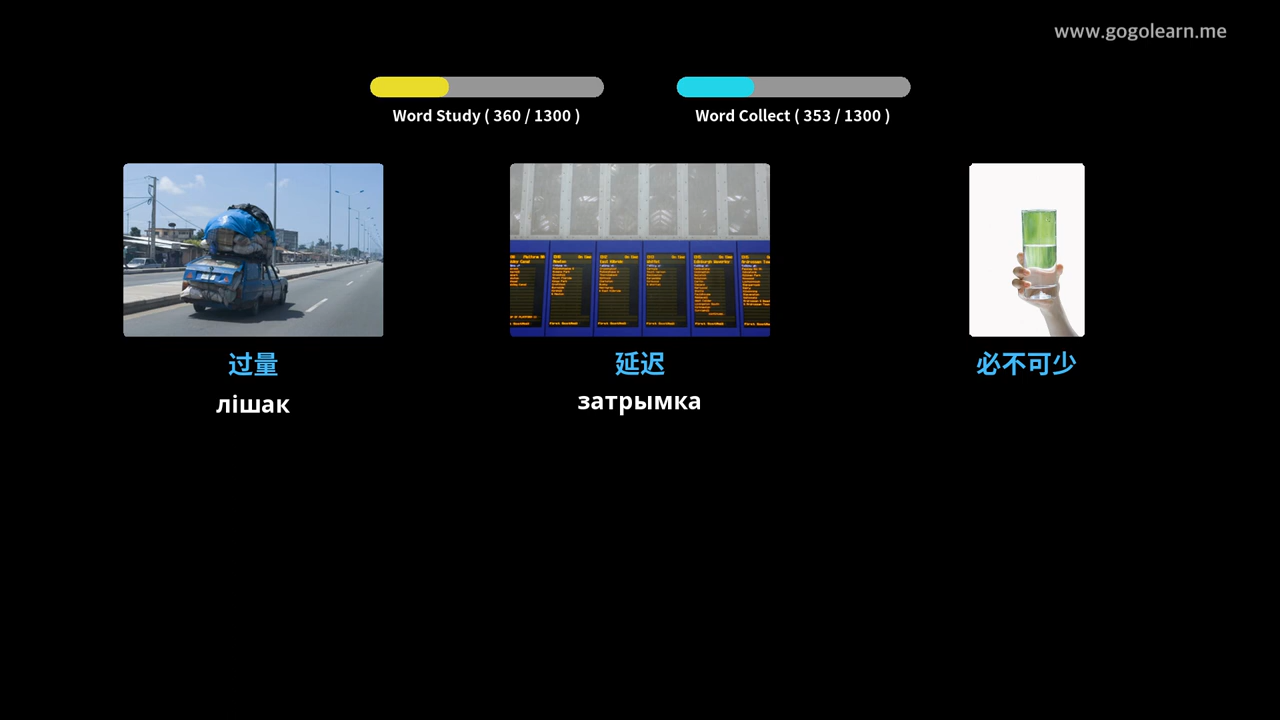 www.gogolearn.me
Word Study ( 360 / 1300 )
Word Collect ( 353 / 1300 )
过量
延迟
必不可少
лішак
затрымка